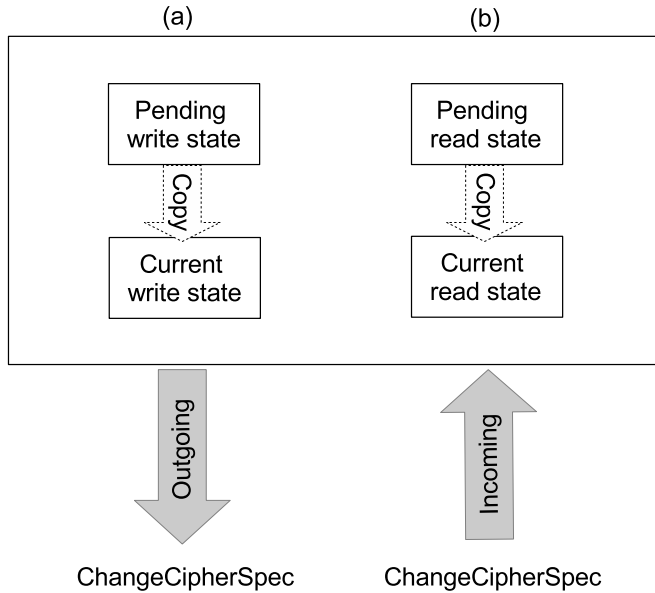 (a)
(b)
Pending
write state
Copy
Current
write state
Pending
read state
Copy
Current
read state
Outgoing
Incoming
ChangeCipherSpec
ChangeCipherSpec